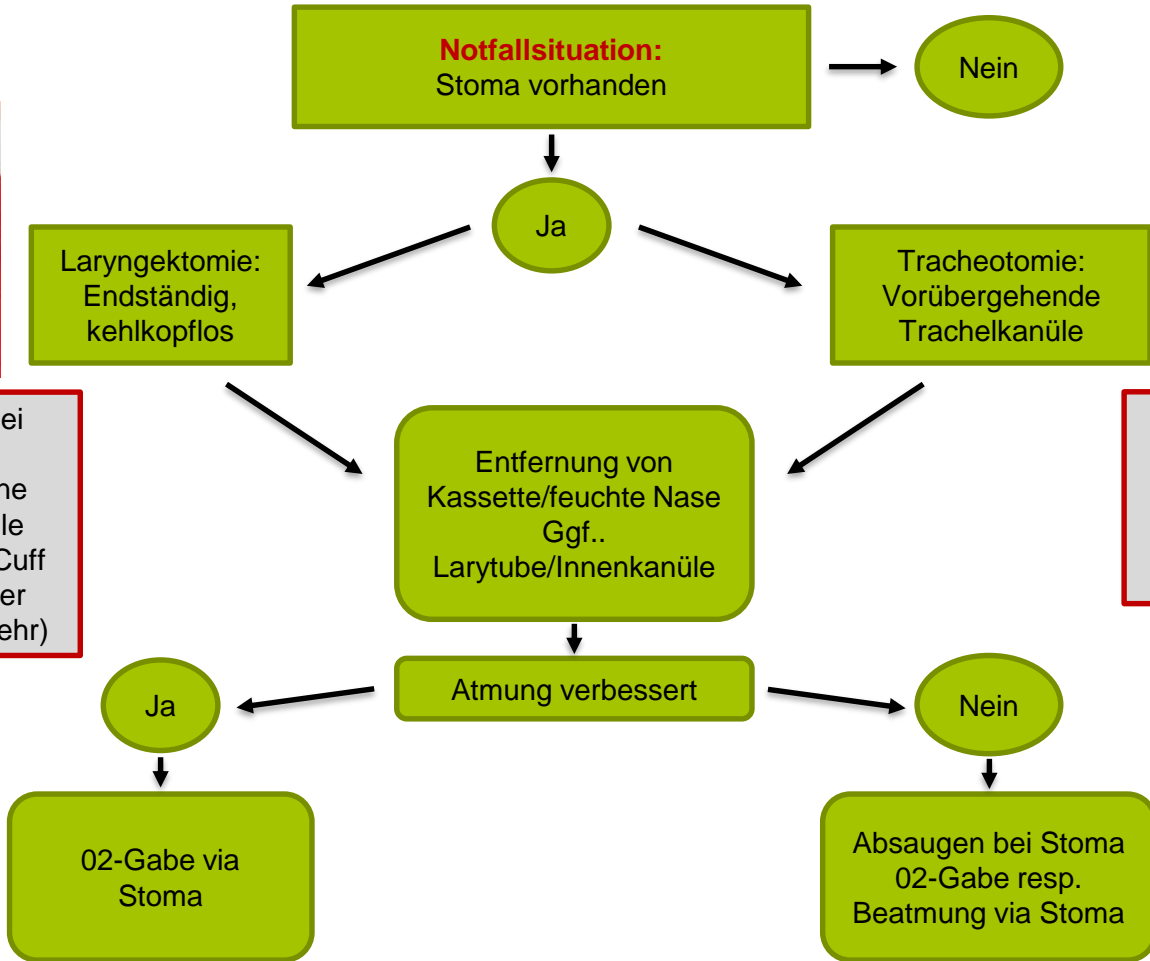 Notfallsituation:
Stoma vorhanden
Nein
Ja
Laryngektomie:
Endständig,
kehlkopflos
Tracheotomie:
Vorübergehende
Trachelkanüle
ei
ne
le
Cuff
er
ehr)
Entfernung von
Kassette/feuchte Nase
Ggf..
Larytube/Innenkanüle
Atmung verbessert
Ja
Nein
02-Gabe via
Stoma
Absaugen bei Stoma
02-Gabe resp.
Beatmung via Stoma